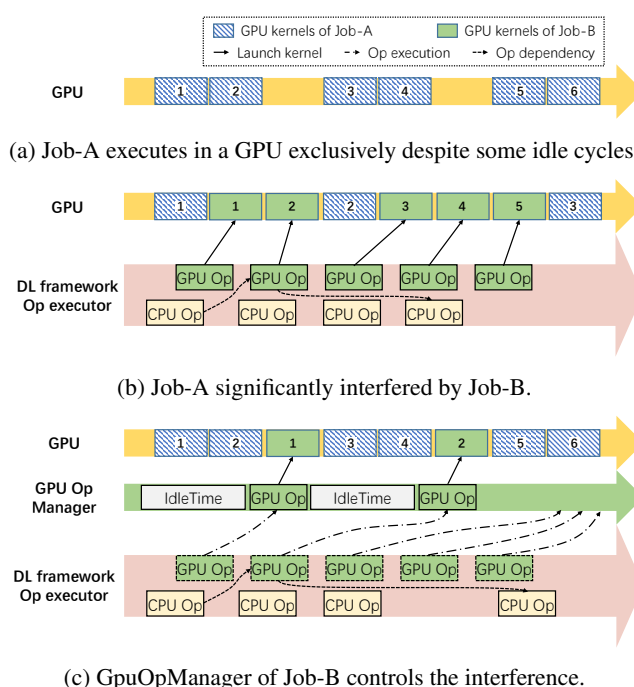 GPU kernels of Job-A GPU kernels of Job-B
Launch kernel Op execution Op dependency
GPU 1 2 3 4 5 6
(a) Job-A executes in a GPU exclusively despite some idle cycles
GPU 1 1 2 2 3 4 5 3
GPU Op GPU Op GPU Op GPU Op GPU Op
DL framework
Op executor
CPU Op CPU Op CPU Op CPU Op
(b) Job-A significantly interfered by Job-B.
GPU 1 2 1 3 4 2 5 6
GPU Op
Manager
IdleTime GPU Op IdleTime GPU Op
GPU Op GPU Op GPU Op GPU Op GPU Op
DL framework
Op executor
CPU Op CPU Op CPU Op CPU Op
(c) GpuOpManager of Job-B controls the interference.